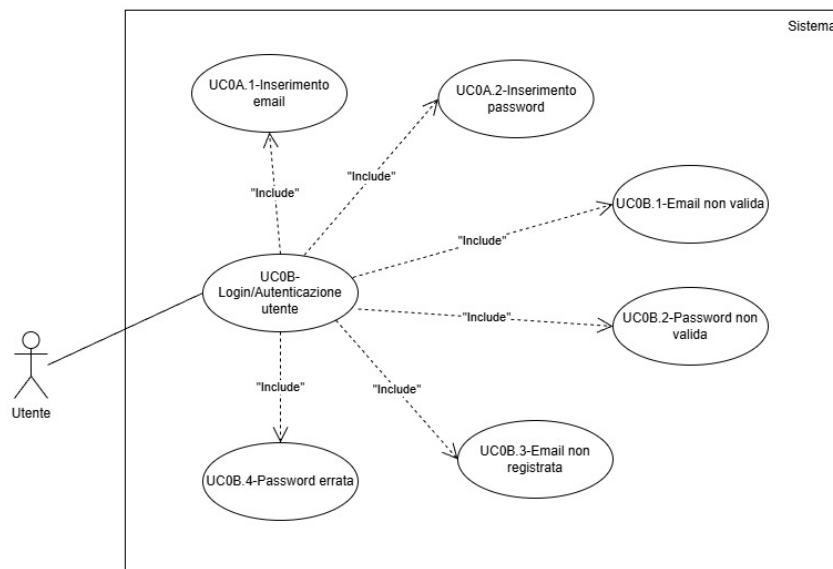 Sistema
UC0A.1-Inserimento
email
UC0A.2-Inserimento
password
"Include"
"Include"
UC0B.1-Email non valida
"Include"
UC0B-
Login/Autenticazione
utente
"Include"
UC0B.2-Password non
valida
Utente
"Include"
"Include"
UC0B.4-Password errata
UC0B.3-Email non
registrata